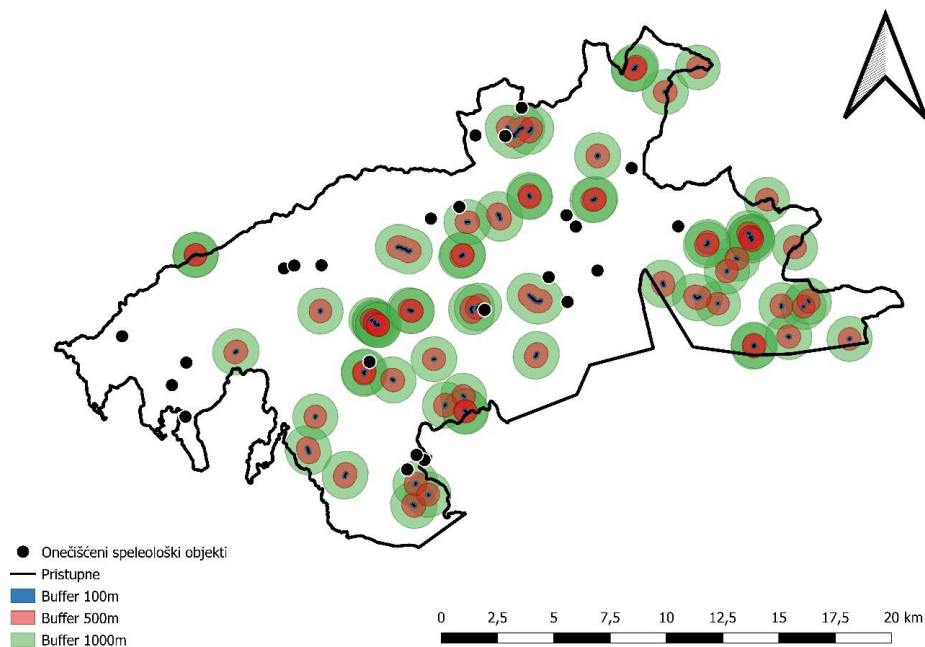 Onečišćeni speleološki objekti
Pristupne
Buffer 100m
Buffer 500m
Buffer 1000m
0 2,5 5 7,5 10 12,5 15 17,5 20 km